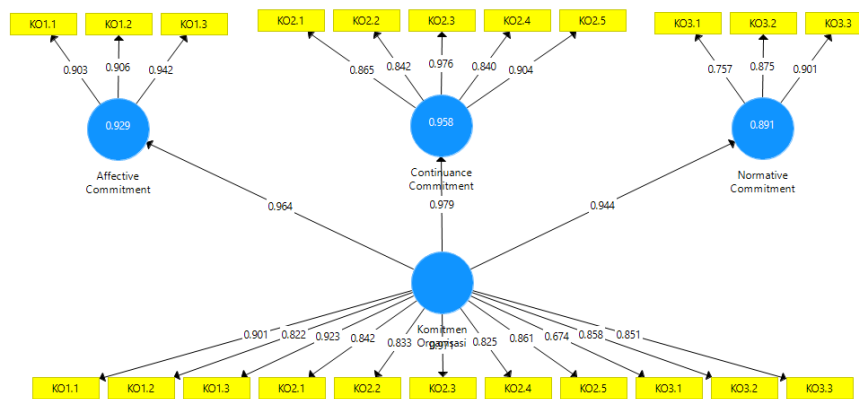 KO1.1 KO1.2 KO1.3 KO2.1 KO2.2 KO2.3 KO2.4 KO2.5 KO3.1 KO3.2 KO3.3
0.903 0.906 0.942 0.865 0.842 0.976 0.840 0.904 0.757 0.875 0.901
0.929 0.958 0.891
Affective
Commitment
Continuance
Commitment
Normative
Commitment
0.964 0.979 0.944
Komitmen
Organisasi
0.901 0.822 0.923 0.842 0.833 0.971 0.825 0.861 0.674 0.858 0.851
KO1.1 KO1.2 KO1.3 KO2.1 KO2.2 KO2.3 KO2.4 KO2.5 KO3.1 KO3.2 KO3.3